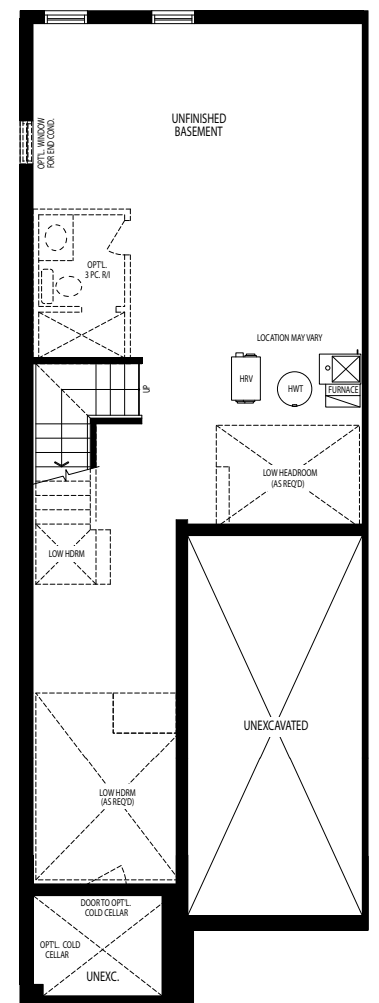 UNFINISHED
BASEMENT
OPT'L. WINDOW
FOR END COND.
OPT'L.
3 PC. R/I
LOCATION MAY VARY
HRV
HWT
FURNACE
UP
LOW HEADROOM
(AS REQ'D)
LOW HDRM
UNEXCAVATED
LOW HDRM
(AS REQ'D)
DOOR TO OPT'L.
COLD CELLAR
OPT'L. COLD
CELLAR
UNEXC.